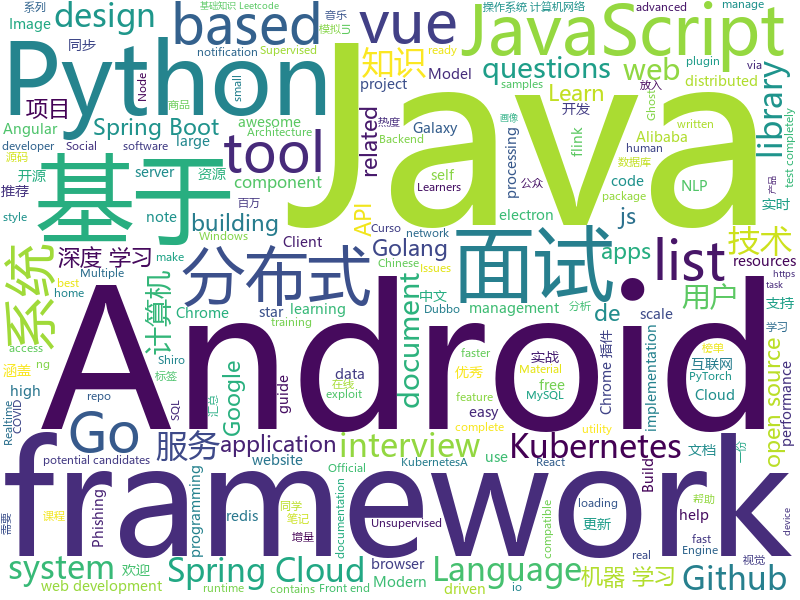 系列
音乐
基础知识 Leetcode
操作系统 计算机网络
advanced
manage
Image
design
同步
based
模拟
vue
JavaScript
notification
Supervised
ready
plugin
via
Java
Python
Node
small
知识
Model
questions
web
distributed
放入
samples
library
项目
商品
热度
Backend
project
Learn
开发
Ghost
Angular
Spring Boot
awesome
Architecture
画像
written
developer
Social
software
large
related
Galaxy
processing
公众
flink
Alibaba
human
数据库
test completely
源码
server
资源
tool
API
self
Learners
code
package
产品
开源
基于
component
electron
NLP
实时
推荐
百万
Golang
js
技术
style
note
building
Client
network
Curso
面试
apps
resources
系统
深度 学习
Windows
分布式
Chinese
Issues
list
https
task
Multiple
make
star
de
scale
用户
支持
best
home
计算机
Chrome
learning
management
中文
Dubbo
Android
document
implementation
分析
学习
access
ng
training
faster
实战
榜单
互联网
performance
涵盖
Shiro
标签
Google
guide
data
优秀
Material
PyTorch
open source
Realtime
COVID
high
repo
SQL
汇总
在线
exploit
easy
feature
MySQL
free
Chrome 插件
Cloud
Go
服务
application
interview
Kubernetes
文档
potential candidates
website
Official
KubernetesA
use
React
complete
utility
Build
framework
需要
Phishing
课程
programming
redis
同学
笔记
增量
documentation
Unsupervised
loading
更新
help
帮助
compatible
fast
Engine
device
system
欢迎
browser
Language
机器 学习
Github
视觉
web development
Spring Cloud
Modern
driven
io
runtime
contains
Front end
real